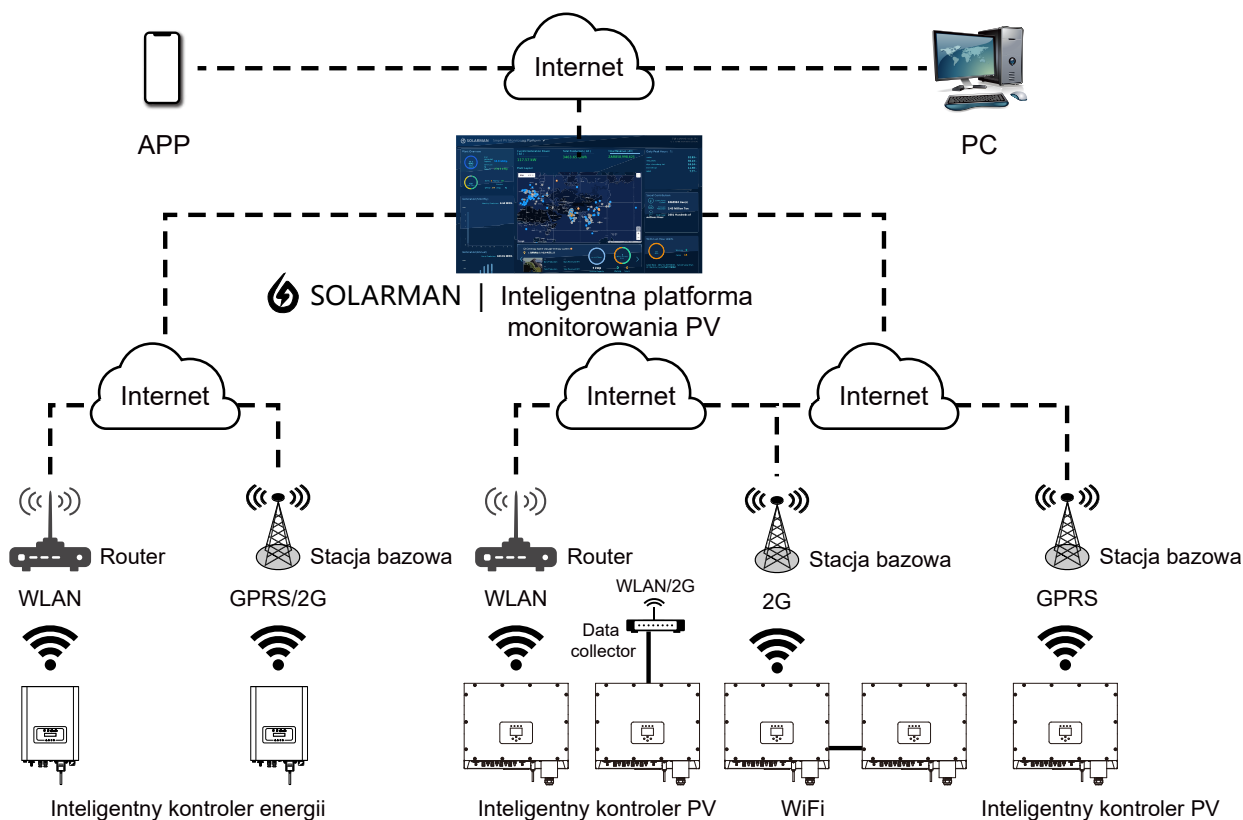 Internet
APP
PC
SOLARMAN
SOLARMAN | Inteligentna platforma
monitorowania PV
Internet
Internet
Internet
Router
Stacja bazowa
Router
Stacja bazowa
Stacja bazowa
WLAN
GPRS/2G
WLAN
WLAN/2G
2G
GPRS
Data
collector
Inteligentny kontroler energii
Inteligentny kontroler PV
WiFi
Inteligentny kontroler PV